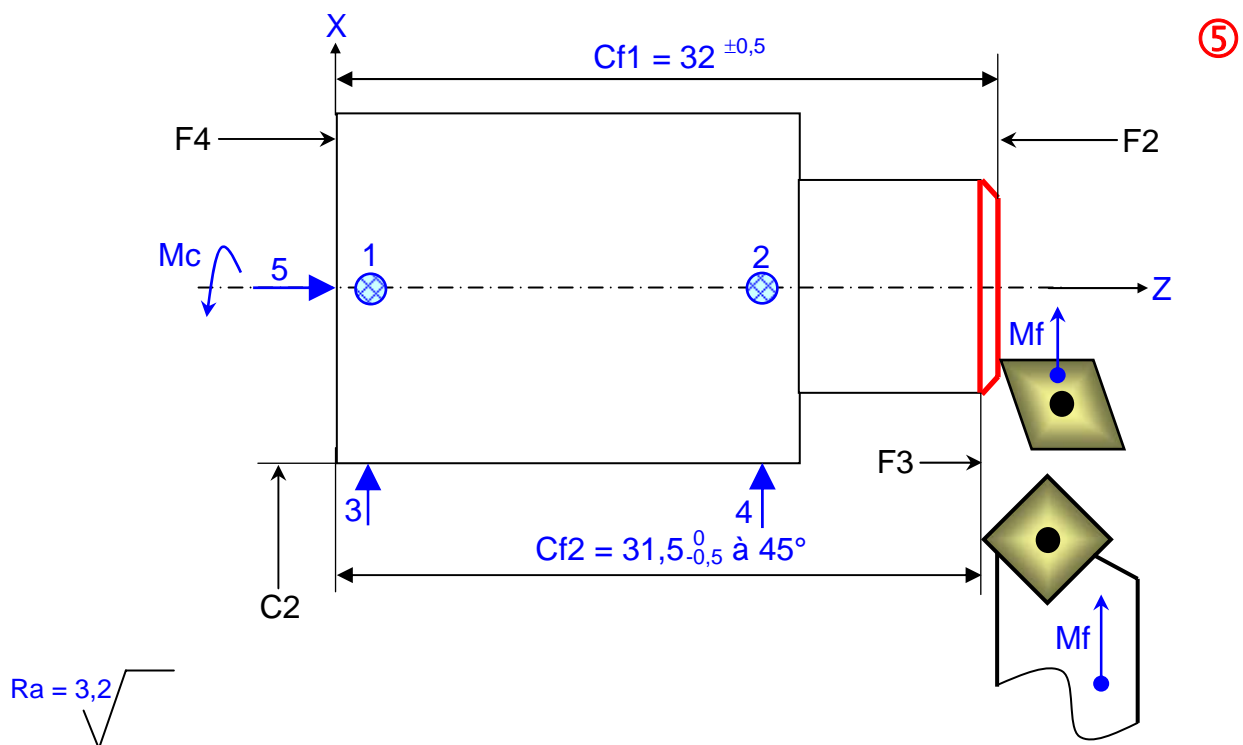 X
⑤
Cf1 = 32 ±0,5
F4
F2
Mc
5
1
2
Z
Mf
F3
3
4
Cf2 = 31,5 0 -0,5 à 45°
C2
Mf
Ra = 3,2